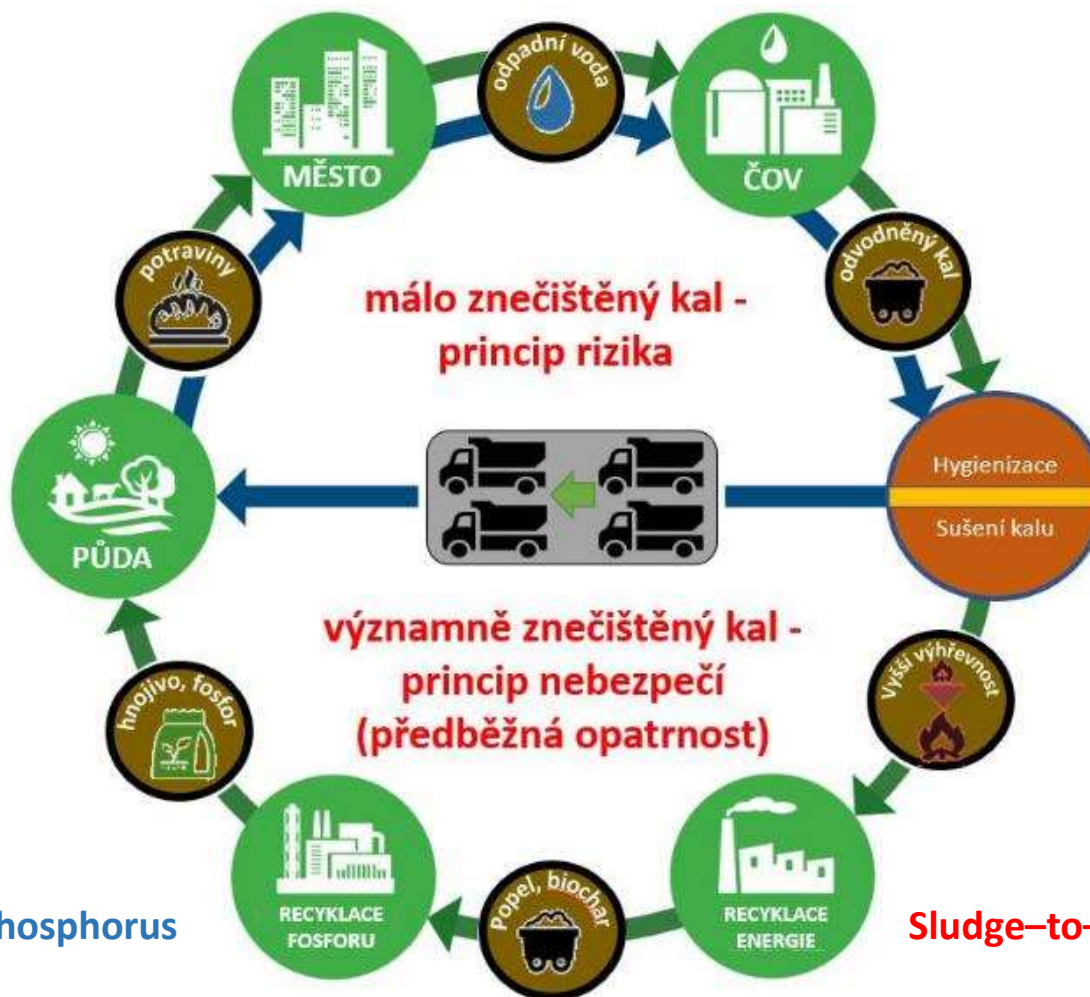 odpadní voda
MĚSTO
ČOV
potraviny
odvodněný kal
málo znečištěný kal -
princip rizika
Hygienizace
Sušení kalu
PŮDA
významně znečištěný kal -
princip nebezpečí
(předběžná opatrnost)
hnojivo, fosfor
Vyšší výhřevnost
RECYKLACE
FOSFORU
Popel, biochar
RECYKLACE
ENERGIE
hosphorus
Sludge–to–